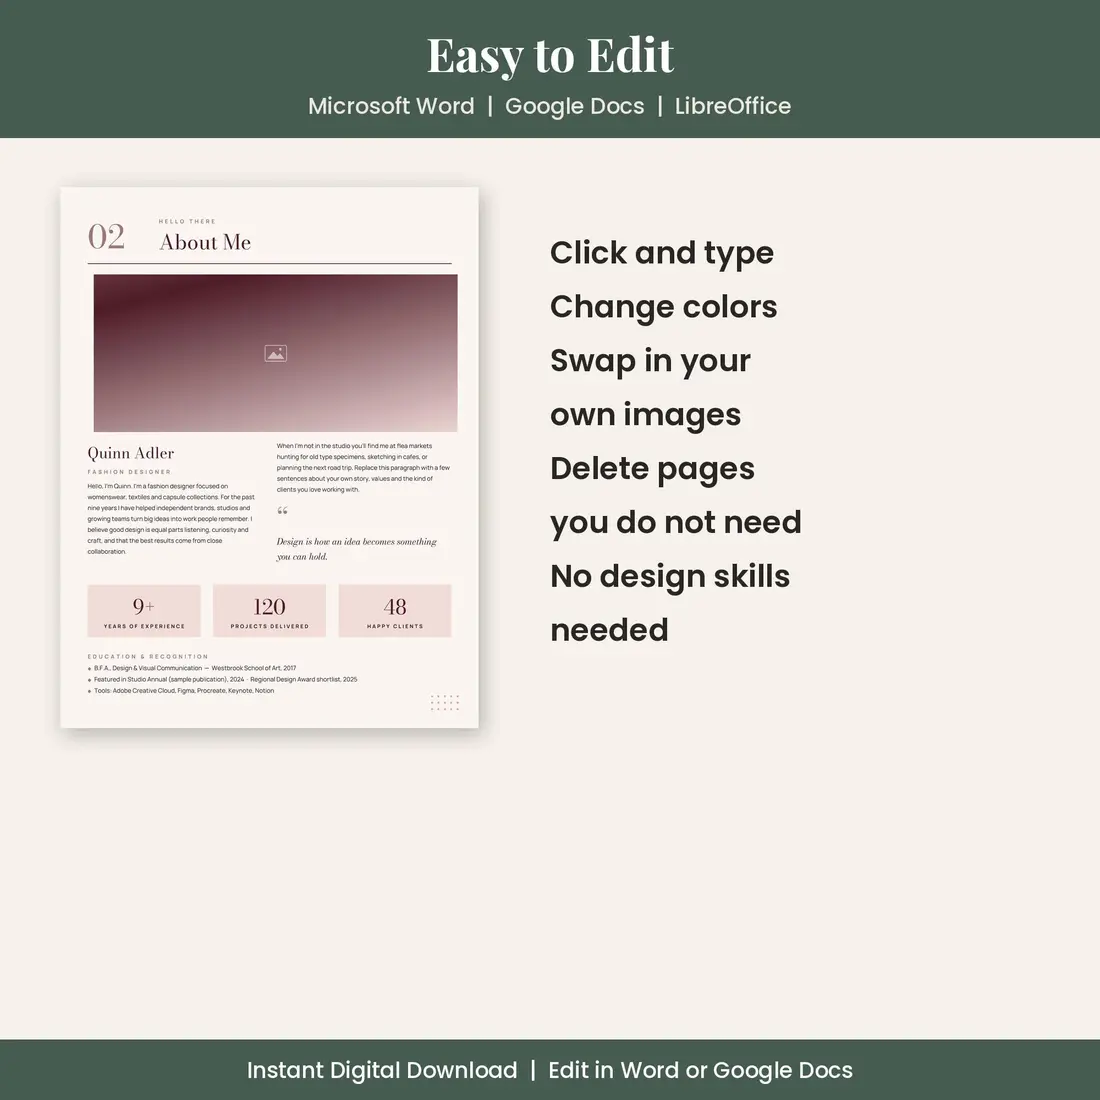 Easy to Edit
Microsoft Word | Google Docs | LibreOffice
02
HELLO THERE
About Me
Quinn Adler
FASHION DESIGNER
Hello, I'm Quinn. I'm a fashion designer focused on
womenswear, textiles and capsule collections. For the past
nine years I have helped independent brands, studios and
growing teams turn big ideas into work people remember. I
believe good design is equal parts listening, curiosity and
craft, and that the best results come from close
collaboration.
When I'm not in the studio you'll find me at flea markets
hunting for old type specimens, sketching in cafes, or
planning the next road trip. Replace this paragraph with a few
sentences about your own story, values and the kind of
clients you love working with.
“
Design is how an idea becomes something
you can hold.
9+
YEARS OF EXPERIENCE
120
PROJECTS DELIVERED
48
HAPPY CLIENTS
EDUCATION & RECOGNITION
B.F.A., Design & Visual Communication — Westbrook School of Art, 2017
Featured in Studio Annual (sample publication), 2024 · Regional Design Award shortlist, 2025
Tools: Adobe Creative Cloud, Figma, Procreate, Keynote, Notion
Click and type
Change colors
Swap in your
own images
Delete pages
you do not need
No design skills
needed
Instant Digital Download | Edit in Word or Google Docs